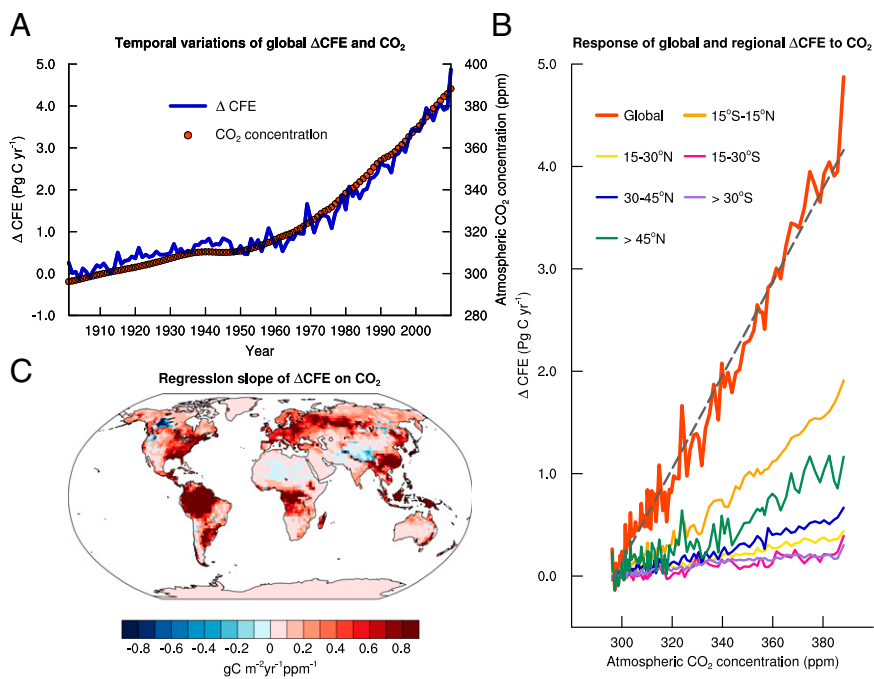 A
Temporal variations of global ΔCFE and CO₂
5.0
4.0
3.0
2.0
1.0
0.0
-1.0
Δ CFE (Pg C yr⁻¹)
Δ CFE
CO₂ concentration
400
380
360
340
320
300
280
Atmospheric CO₂ concentration (ppm)
1910 1920 1930 1940 1950 1960 1970 1980 1990 2000
Year
B
Response of global and regional ΔCFE to CO₂
5.0
4.0
3.0
2.0
1.0
0.0
Δ CFE (Pg C yr⁻¹)
Global 15°S-15°N
15-30°N 15-30°S
30-45°N > 30°S
> 45°N
300 320 340 360 380
Atmospheric CO₂ concentration (ppm)
C
Regression slope of ΔCFE on CO₂
-0.8 -0.6 -0.4 -0.2 0 0.2 0.4 0.6 0.8
gC m⁻²yr⁻¹ppm⁻¹